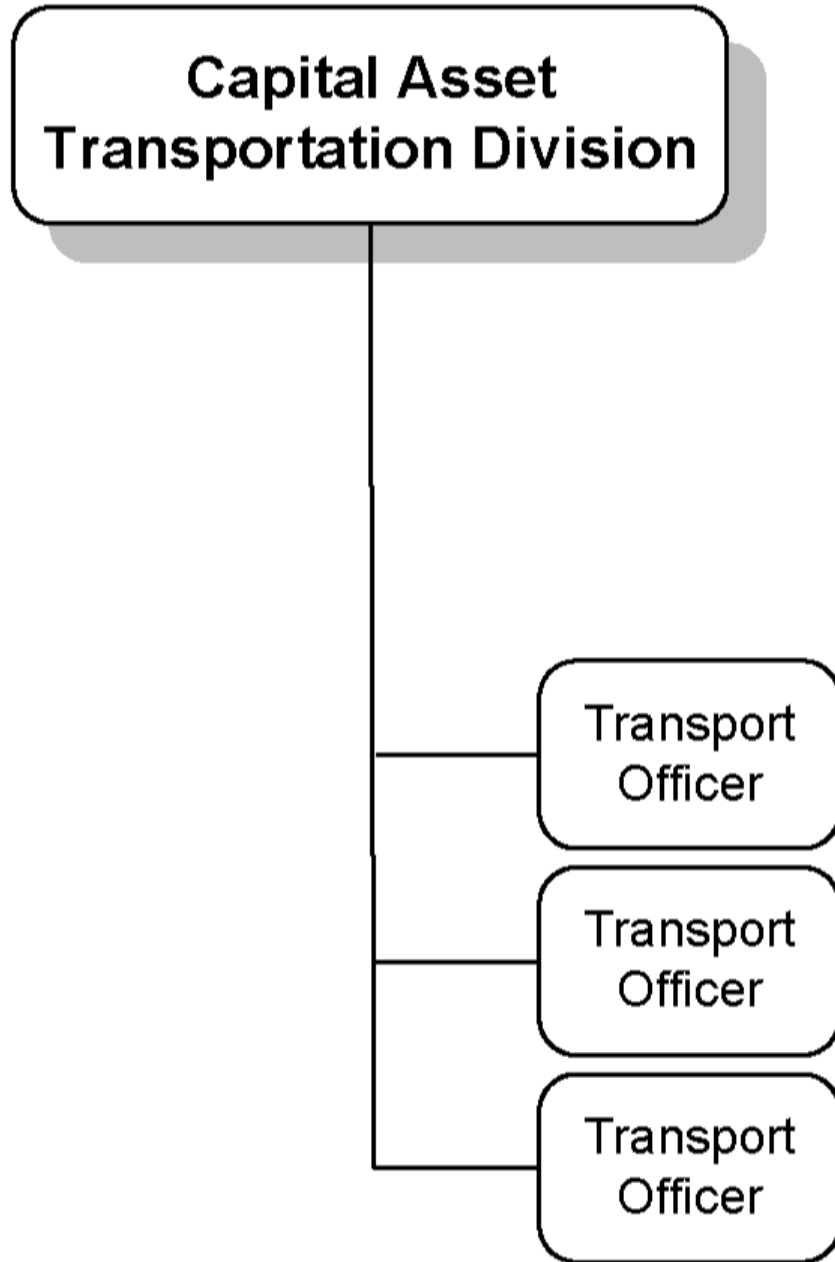 Capital Asset
Transportation Division
Transport
Officer
Transport
Officer
Transport
Officer